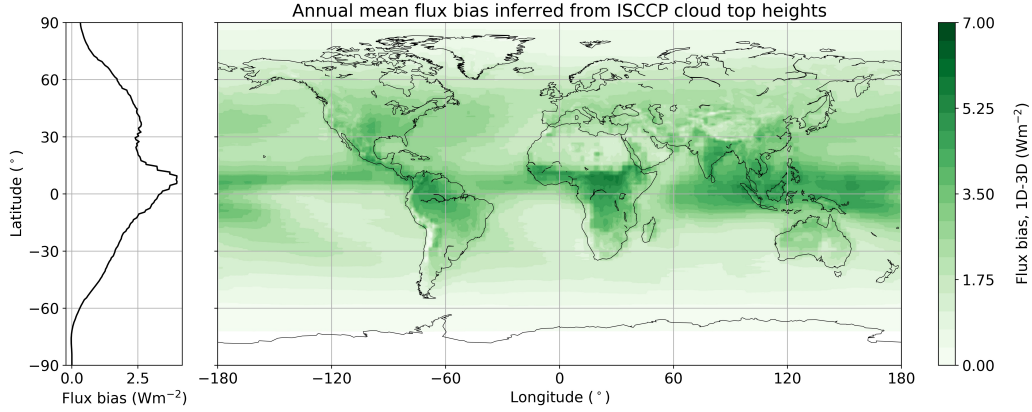 Annual mean flux bias inferred from ISCCP cloud top heights
90
60
30
0
−30
−60
−90
Latitude (°)
0.0 2.5
Flux bias (Wm−2)
−180 −120 −60 0 60 120 180
Longitude (°)
7.00
5.25
3.50
1.75
0.00
Flux bias, 1D-3D (Wm−2)